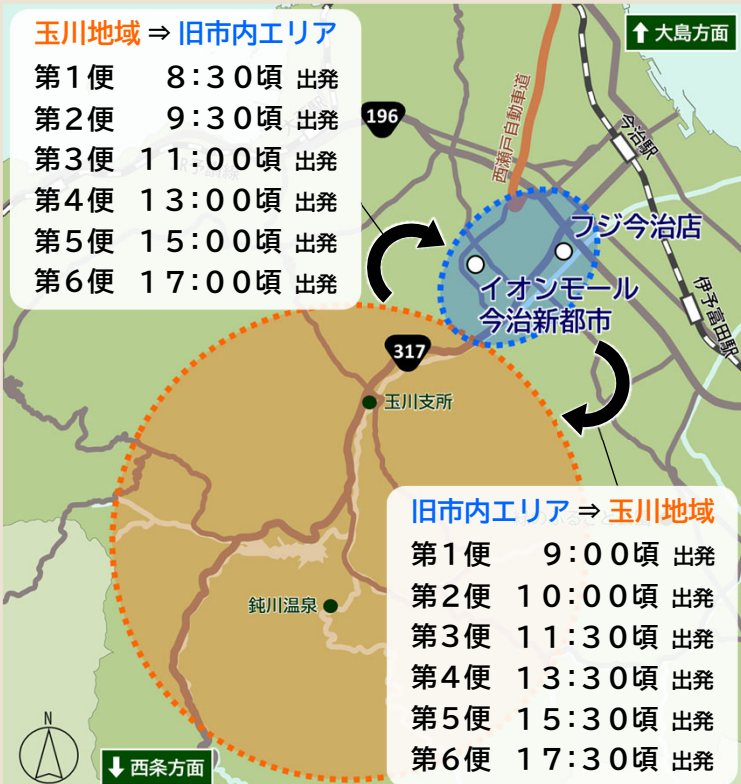 玉川地域 ⇒ 旧市内エリア
第1便 8:30頃 出発
第2便 9:30頃 出発
第3便 11:00頃 出発
第4便 13:00頃 出発
第5便 15:00頃 出発
第6便 17:00頃 出発
↑ 大島方面
196
西瀬戸自動車道
今治駅
フジ今治店
イオンモール
今治新都市
伊予富田駅
317
玉川支所
鈍川温泉
旧市内エリア ⇒ 玉川地域
第1便 9:00頃 出発
第2便 10:00頃 出発
第3便 11:30頃 出発
第4便 13:30頃 出発
第5便 15:30頃 出発
第6便 17:30頃 出発
N
↓ 西条方面